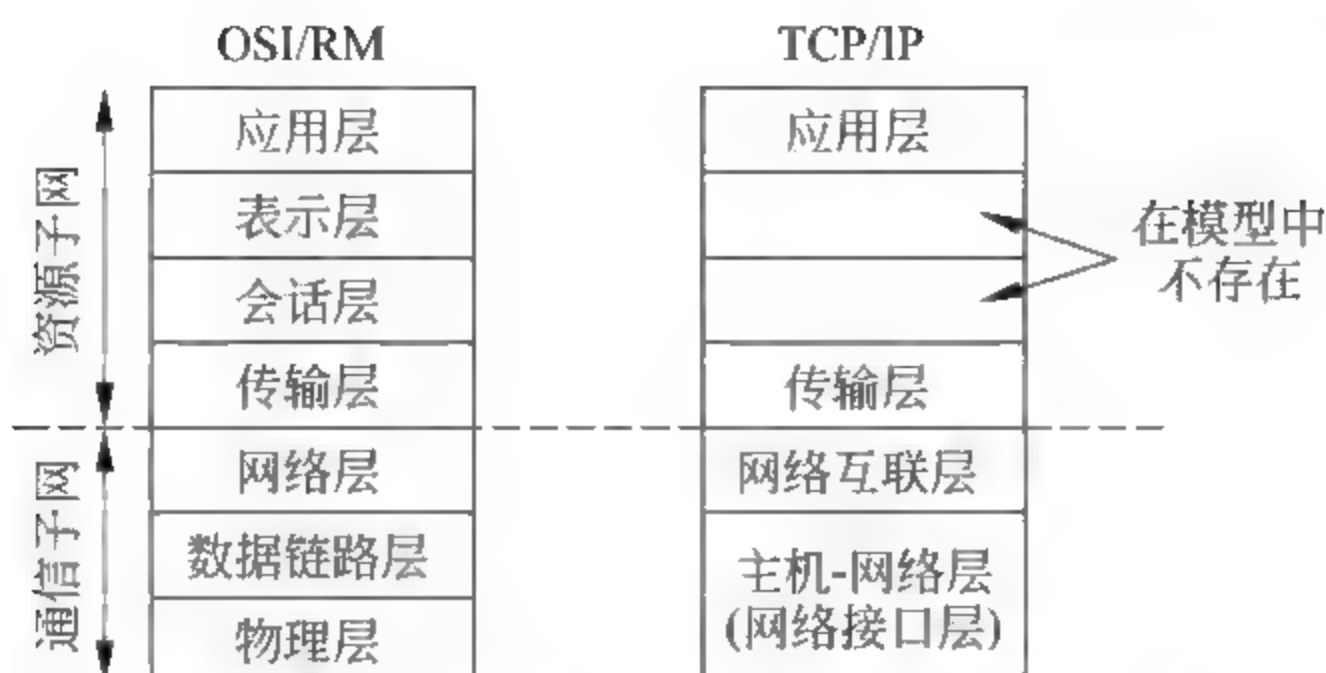 OSI/RM
TCP/IP
资源子网
应用层
表示层
会话层
传输层
应用层
在模型中
不存在
传输层
通信子网
网络层
数据链路层
物理层
网络互联层
主机-网络层
(网络接口层)